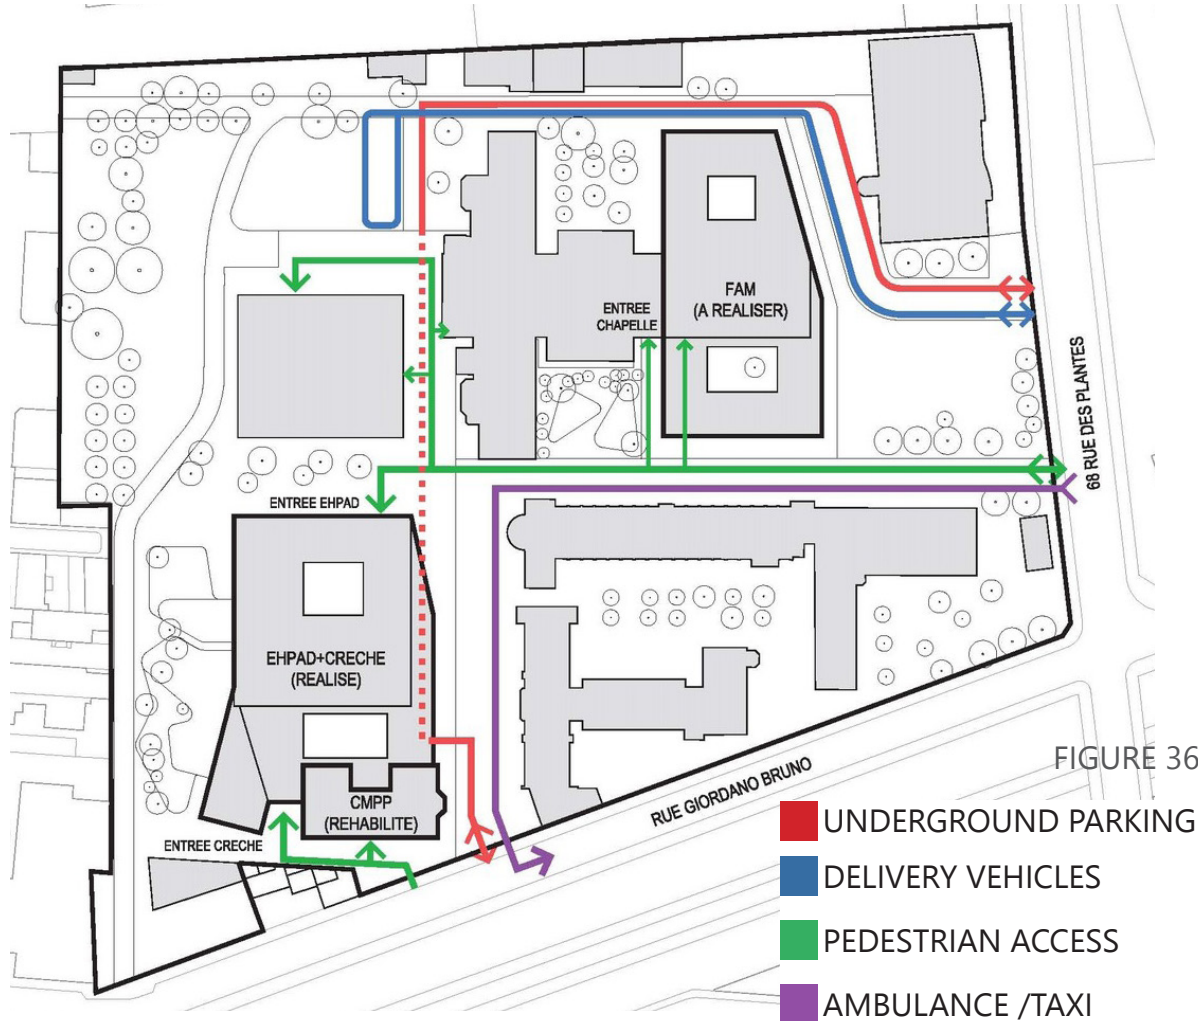 FAM
(A REALISER)
ENTREE
CHAPELLE
68 RUE DES PLANTES
ENTREE EHPAD
EHPAD+CRECHE
(REALISE)
CMPP
(REHABILITE)
ENTREE CRECHE
RUE GIORDANO BRUNO
FIGURE 36
UNDERGROUND PARKING
DELIVERY VEHICLES
PEDESTRIAN ACCESS
AMBULANCE /TAXI